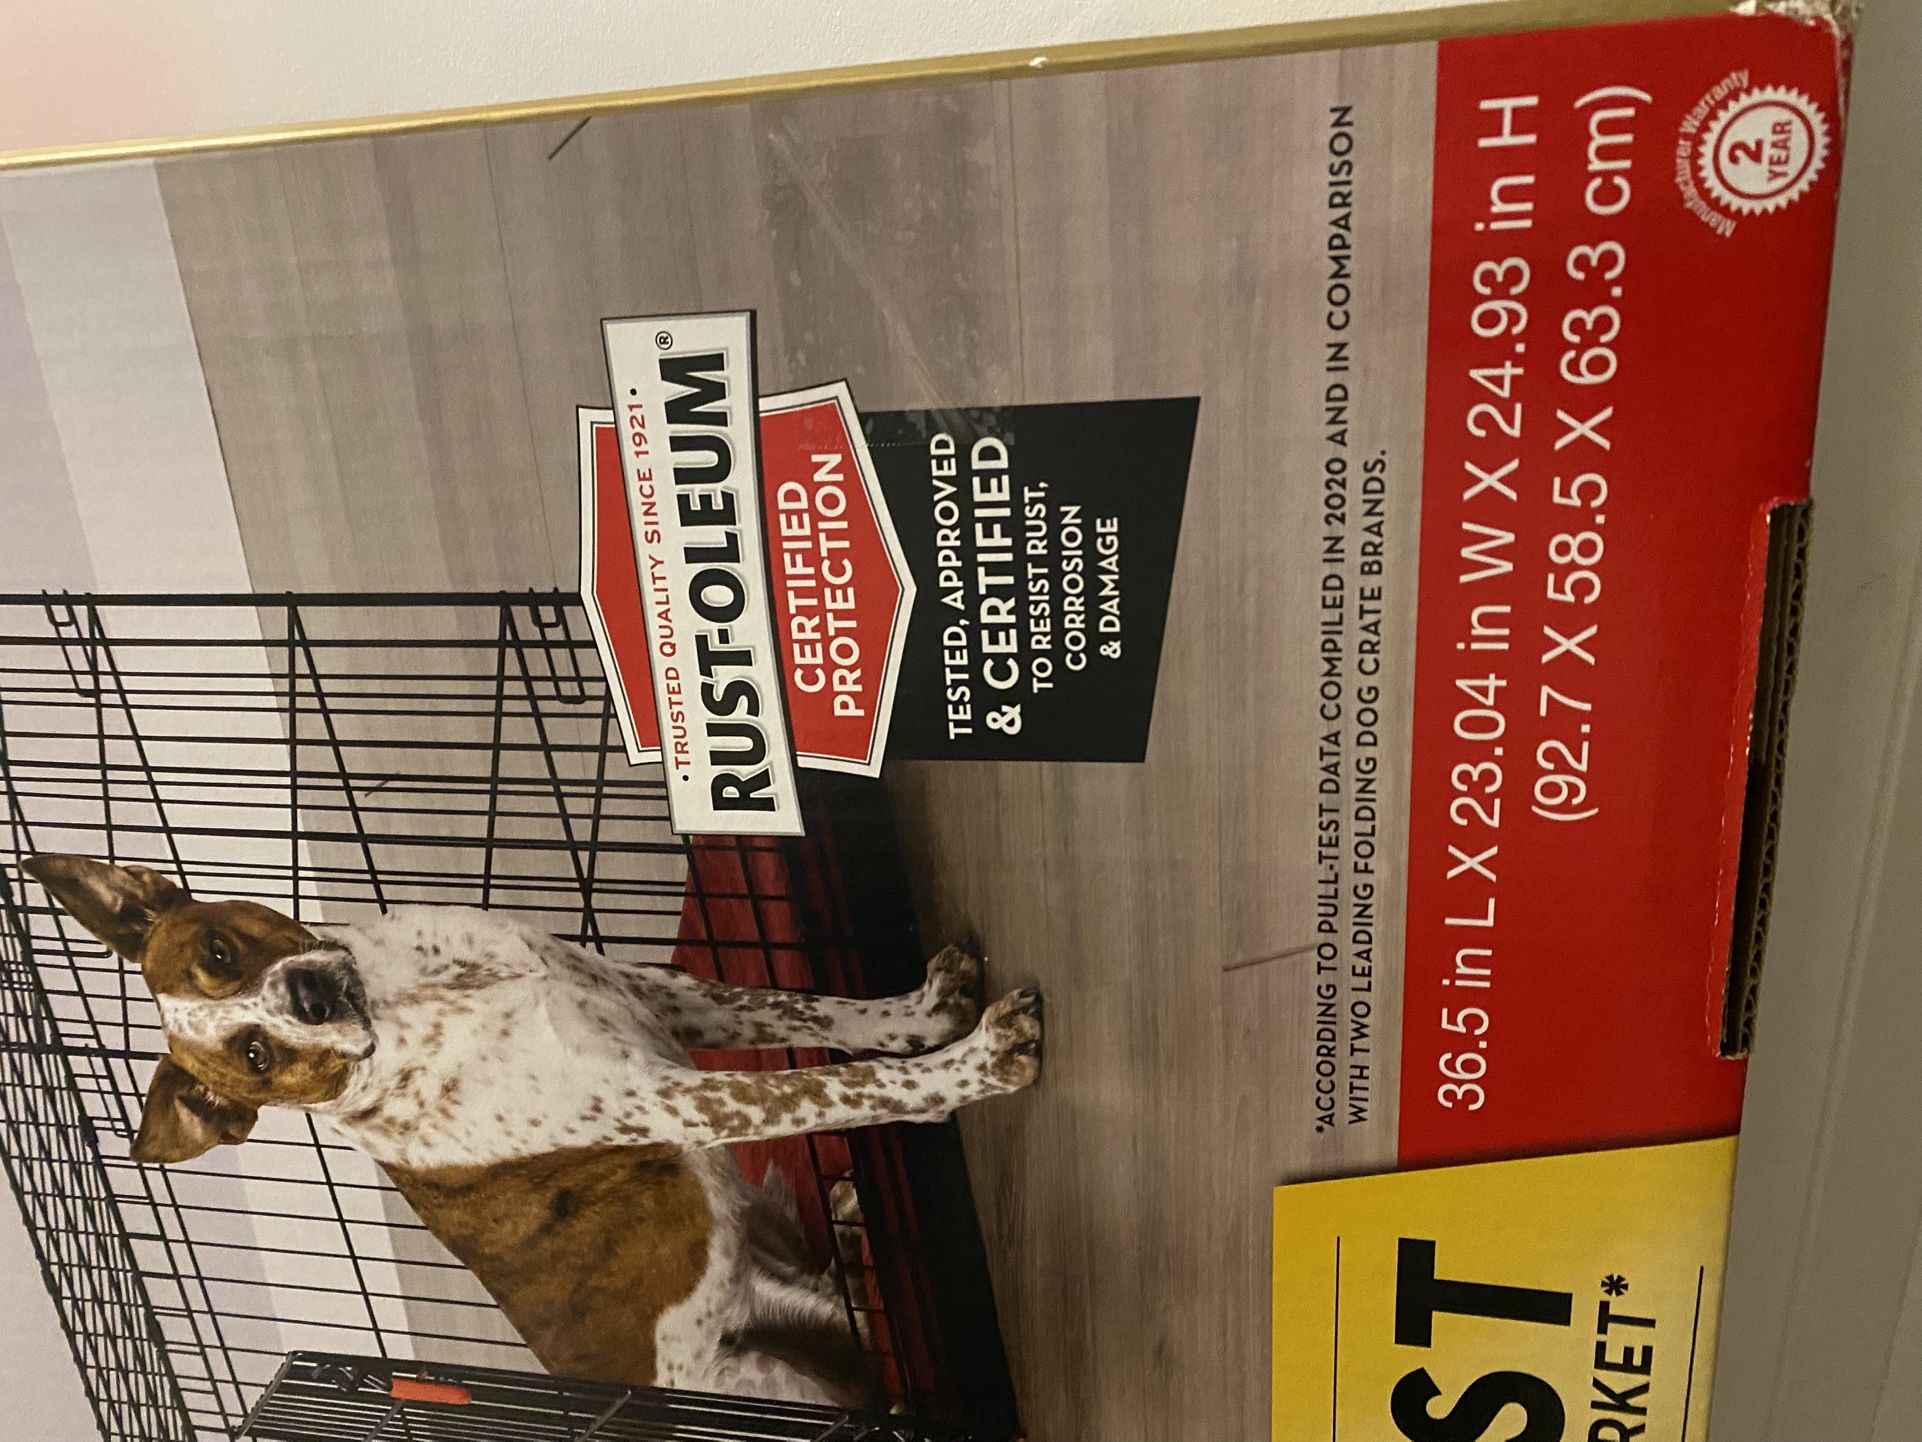 •TRUSTED QUALITY SINCE 1921•
RUST-OLEUM®
CERTIFIED
PROTECTION
TESTED, APPROVED
& CERTIFIED
TO RESIST RUST,
CORROSION
& DAMAGE
*ACCORDING TO PULL-TEST DATA COMPILED IN 2020 AND IN COMPARISON
WITH TWO LEADING FOLDING DOG CRATE BRANDS.
ST
RKET*
36.5 in L X 23.04 in W X 24.93 in H
(92.7 X 58.5 X 63.3 cm)
Manufacturer Warranty
2
YEAR